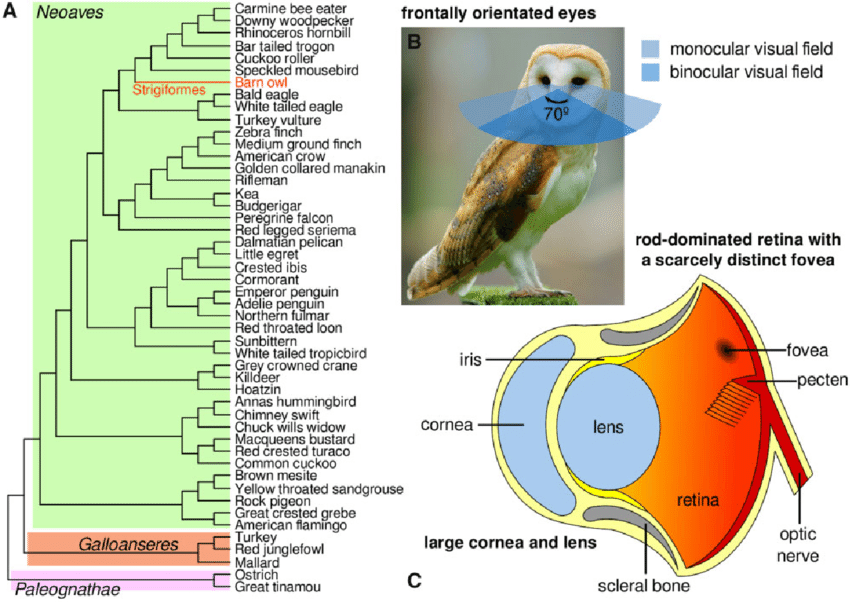 A
Neoaves
Carmine bee eater
Downy woodpecker
Rhinoceros hornbill
Bar tailed trogon
Cuckoo roller
Speckled mousebird
Barn owl
Strigiformes
Bald eagle
White tailed eagle
Turkey vulture
Zebra finch
Medium ground finch
American crow
Golden collared manakin
Rifleman
Kea
Budgerigar
Peregrine falcon
Red legged seriema
Dalmatian pelican
Little egret
Crested ibis
Cormorant
Emperor penguin
Adelie penguin
Northern fulmar
Red throated loon
Sunbittern
White tailed tropicbird
Grey crowned crane
Killdeer
Hoatzin
Annas hummingbird
Chimney swift
Chuck wills widow
Macqueens bustard
Red crested turaco
Common cuckoo
Brown mesite
Yellow throated sandgrouse
Rock pigeon
Great crested grebe
American flamingo
Galloanseres
Turkey
Red junglefowl
Mallard
Paleognathae
Ostrich
Great tinamou
frontally orientated eyes
B
monocular visual field
binocular visual field
70º
rod-dominated retina with
a scarcely distinct fovea
iris
fovea
pecten
cornea
lens
retina
optic
nerve
large cornea and lens
scleral bone
C